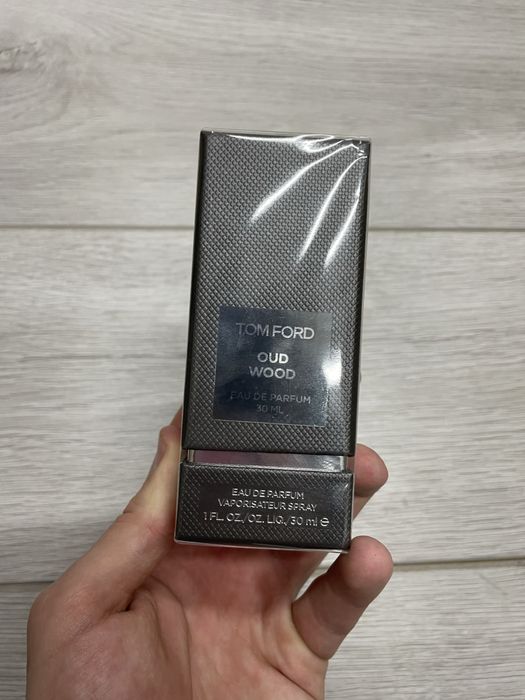 TOM FORD
OUD
WOOD
EAU DE PARFUM
30 ML
EAU DE PARFUM
VAPORISATEUR SPRAY
1 FL. OZ./OZ. LIQ./30 ml ℮